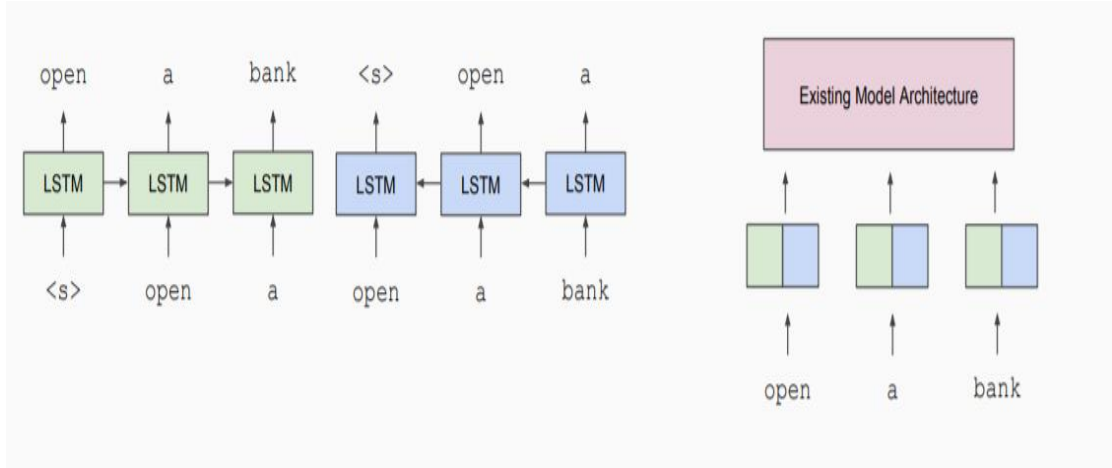 open a bank <s> open a
Existing Model Architecture
LSTM LSTM LSTM LSTM LSTM LSTM
<s> open a open a bank
open a bank